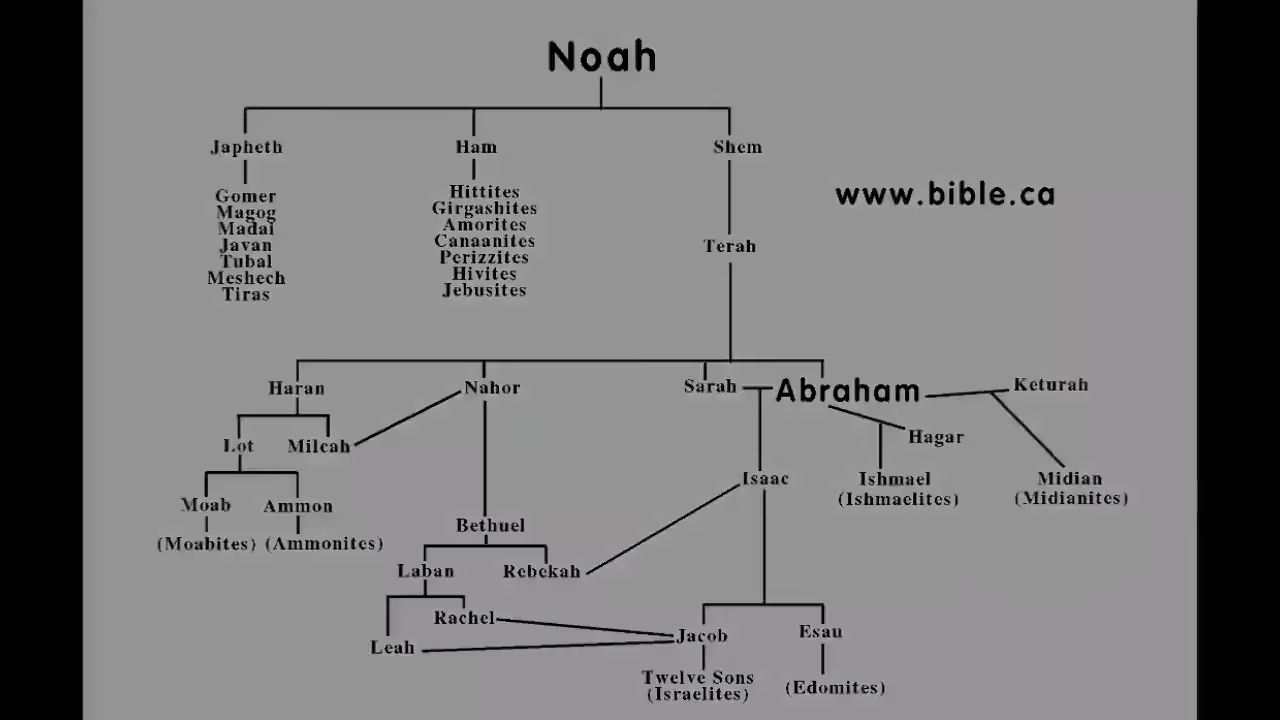 Noah
Japheth
Ham
Shem
Gomer
Magog
Madai
Javan
Tubal
Meshech
Tiras
Hittites
Girgashites
Amorites
Canaanites
Perizzites
Hivites
Jebusites
www.bible.ca
Terah
Haran
Nahor
Sarah
Abraham
Keturah
Lot
Milcah
Hagar
Isaac
Ishmael
(Ishmaelites)
Midian
(Midianites)
Moab
Ammon
(Moabites)
(Ammonites)
Bethuel
Laban
Rebekah
Rachel
Leah
Jacob
Esau
Twelve Sons
(Israelites)
(Edomites)